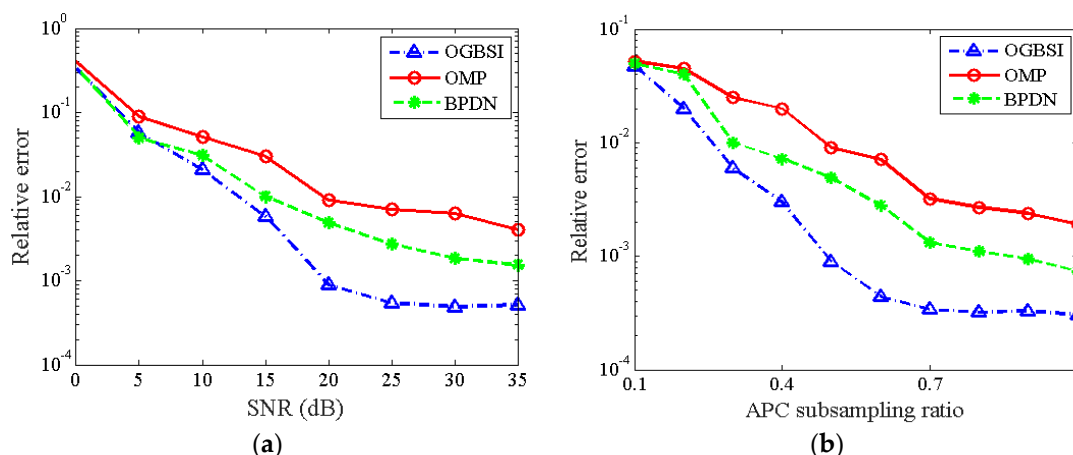 10^0
10^-1
10^-2
10^-3
10^-4
Relative error
0 5 10 15 20 25 30 35
SNR (dB)
OGBSI
OMP
BPDN
(a)
10^-1
10^-2
10^-3
10^-4
Relative error
0.1 0.4 0.7
APC subsampling ratio
OGBSI
OMP
BPDN
(b)